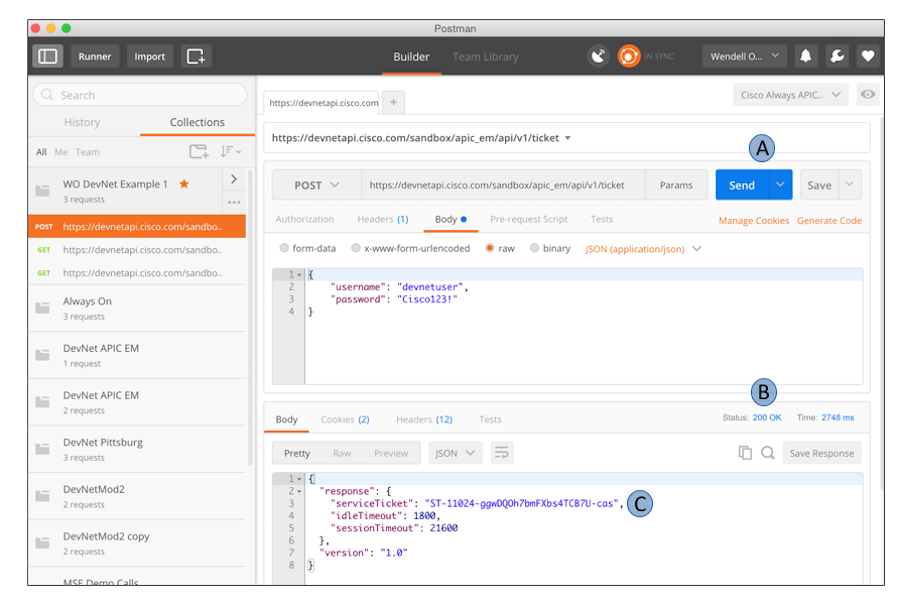 Postman
Runner Import Builder Team Library IN SYNC Wendell O...
Search
History Collections
All Me Team
WO DevNet Example 1
3 requests
POST https://devnetapi.cisco.com/sandbo..
GET https://devnetapi.cisco.com/sandbo..
GET https://devnetapi.cisco.com/sandbo..
Always On
3 requests
DevNet APIC EM
1 request
DevNet APIC EM
2 requests
DevNet Pittsburg
3 requests
DevNetMod2
2 requests
DevNetMod2 copy
2 requests
MSE Demo Calls
https://devnetapi.cisco.com + Cisco Always APIC...
https://devnetapi.cisco.com/sandbox/apic_em/api/v1/ticket
A
POST https://devnetapi.cisco.com/sandbox/apic_em/api/v1/ticket Params Send Save
Authorization Headers (1) Body Pre-request Script Tests Manage Cookies Generate Code
form-data x-www-form-urlencoded raw binary JSON (application/json)
1 {
2 "username": "devnetuser",
3 "password": "Cisco123!"
4 }
B
Body Cookies (2) Headers (12) Tests Status: 200 OK Time: 2748 ms
Pretty Raw Preview JSON Save Response
1 {
2 "response": {
3 "serviceTicket": "ST-11024-ggwDQOh7bmFXbs4TCB7U-cas", C
4 "idleTimeout": 1800,
5 "sessionTimeout": 21600
6 },
7 "version": "1.0"
8 }